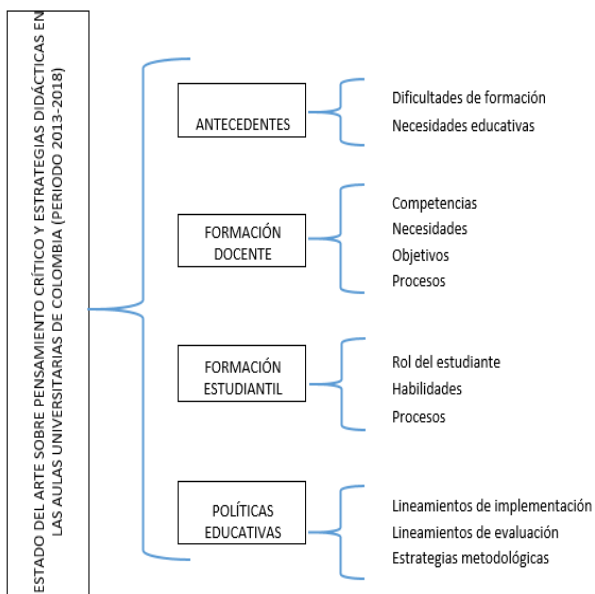 ESTADO DEL ARTE SOBRE PENSAMIENTO CRÍTICO Y ESTRATEGIAS DIDÁCTICAS EN
LAS AULAS UNIVERSITARIAS DE COLOMBIA (PERIODO 2013-2018)
ANTECEDENTES
Dificultades de formación
Necesidades educativas
FORMACIÓN
DOCENTE
Competencias
Necesidades
Objetivos
Procesos
FORMACIÓN
ESTUDIANTIL
Rol del estudiante
Habilidades
Procesos
POLÍTICAS
EDUCATIVAS
Lineamientos de implementación
Lineamientos de evaluación
Estrategias metodológicas